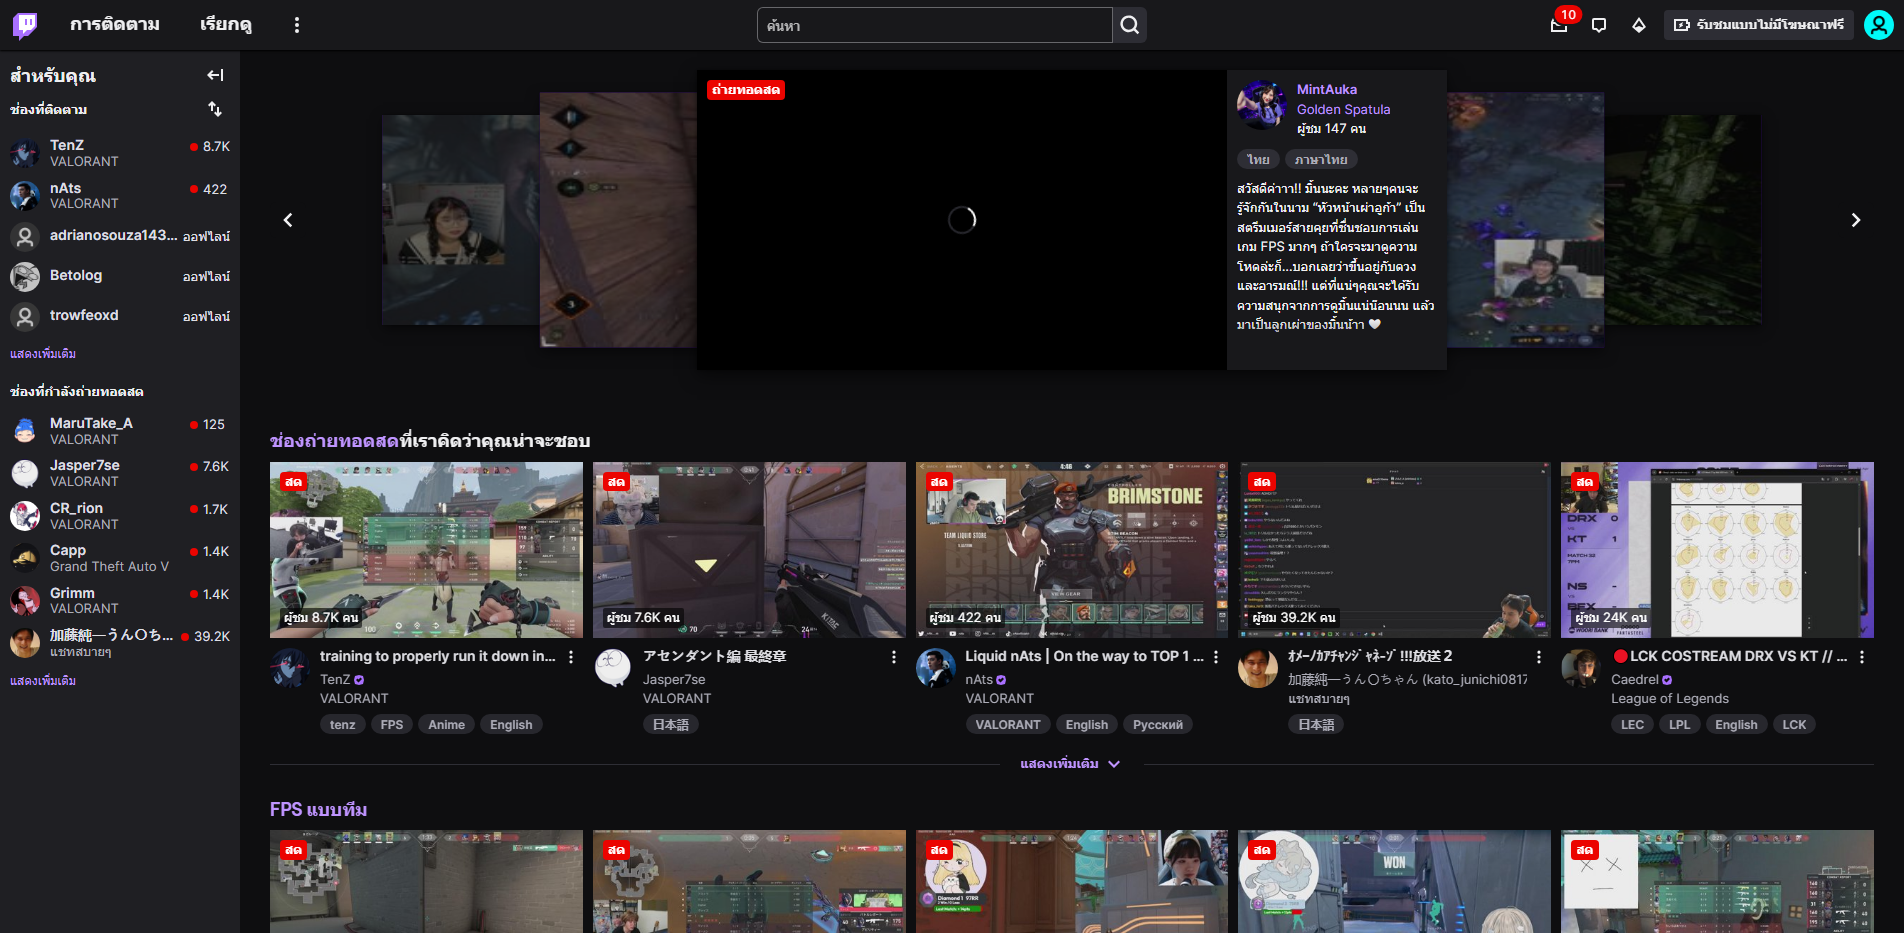 การติดตาม
เรียกดู
ค้นหา
10
รับชมแบบไม่มีโฆษณาฟรี
สำหรับคุณ
ช่องที่ติดตาม
TenZ
8.7K
VALORANT
nAts
422
VALORANT
adrianosouza143...
ออฟไลน์
Betolog
ออฟไลน์
trowfeoxd
ออฟไลน์
แสดงเพิ่มเติม
ช่องที่กำลังถ่ายทอดสด
MaruTake_A
125
VALORANT
Jasper7se
7.6K
VALORANT
CR_rion
1.7K
VALORANT
Capp
1.4K
Grand Theft Auto V
Grimm
1.4K
VALORANT
加藤純一うん〇ち...
39.2K
แชทสบายๆ
แสดงเพิ่มเติม
ถ่ายทอดสด
MintAuka
Golden Spatula
ผู้ชม 147 คน
ไทย
ภาษาไทย
สวัสดีค่าาา!! มิ้นนะคะ หลายๆคนจะ
รู้จักกันในนาม “หัวหน้าเผ่าอูก้า” เป็น
สตรีมเมอร์สายคุยที่ชื่นชอบการเล่น
เกม FPS มากๆ ถ้าใครจะมาดูความ
โหดล่ะก็...บอกเลยว่าขึ้นอยู่กับดวง
และอารมณ์!!! แต่ที่แน่ๆคุณจะได้รับ
ความสนุกจากการดูมิ้นแน่นือนนน แล้ว
มาเป็นลูกเผ่าของมิ้นน้าา 🤍
ช่องถ่ายทอดสดที่เราคิดว่าคุณน่าจะชอบ
สด
ผู้ชม 8.7K คน
training to properly run it down in...
TenZ
VALORANT
tenz
FPS
Anime
English
สด
ผู้ชม 7.6K คน
アセンダント編 最終章
Jasper7se
VALORANT
日本語
สด
BRIMSTONE
VIEW GEAR
ผู้ชม 422 คน
Liquid nAts | On the way to TOP 1 ...
nAts
VALORANT
VALORANT
English
Русский
สด
ผู้ชม 39.2K คน
ｵﾒｰﾉｶｱﾁｬﾝｼﾞｬﾈｰｿﾞ!!!放送２
加藤純一うん〇ちゃん (kato_junichi0817
แชทสบายๆ
日本語
สด
DRX 0
KT 1
NS -
BFX -
ผู้ชม 24K คน
🔴LCK COSTREAM DRX VS KT // ...
Caedrel
League of Legends
LEC
LPL
English
LCK
แสดงเพิ่มเติม
FPS แบบทีม
สด
สด
สด
สด
WON
สด